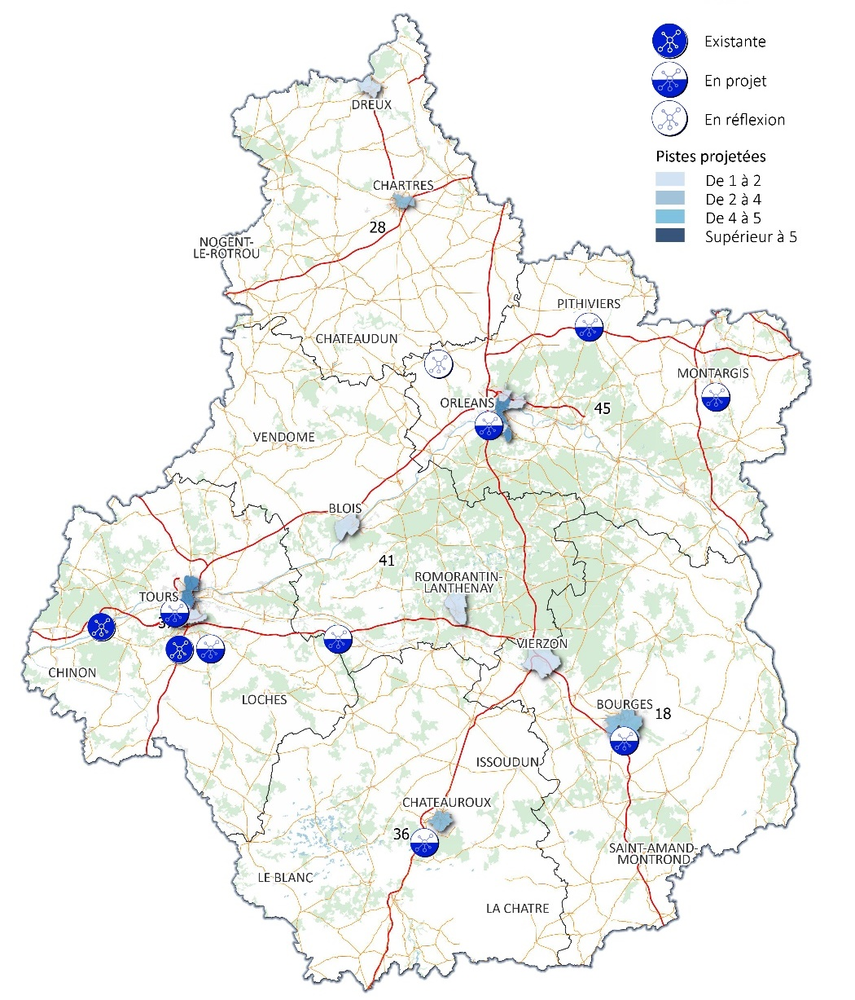 Existante
En projet
En réflexion
Pistes projetées
De 1 à 2
De 2 à 4
De 4 à 5
Supérieur à 5
DREUX
CHARTRES
28
NOGENT-
LE-ROTROU
PITHIVIERS
CHATEAUDUN
MONTARGIS
ORLEANS
45
VENDOME
BLOIS
41
ROMORANTIN-
LANTHENAY
TOURS
VIERZON
CHINON
LOCHES
BOURGES
18
ISSOUDUN
CHATEAUROUX
36
SAINT-AMAND-
MONTROND
LE BLANC
LA CHATRE